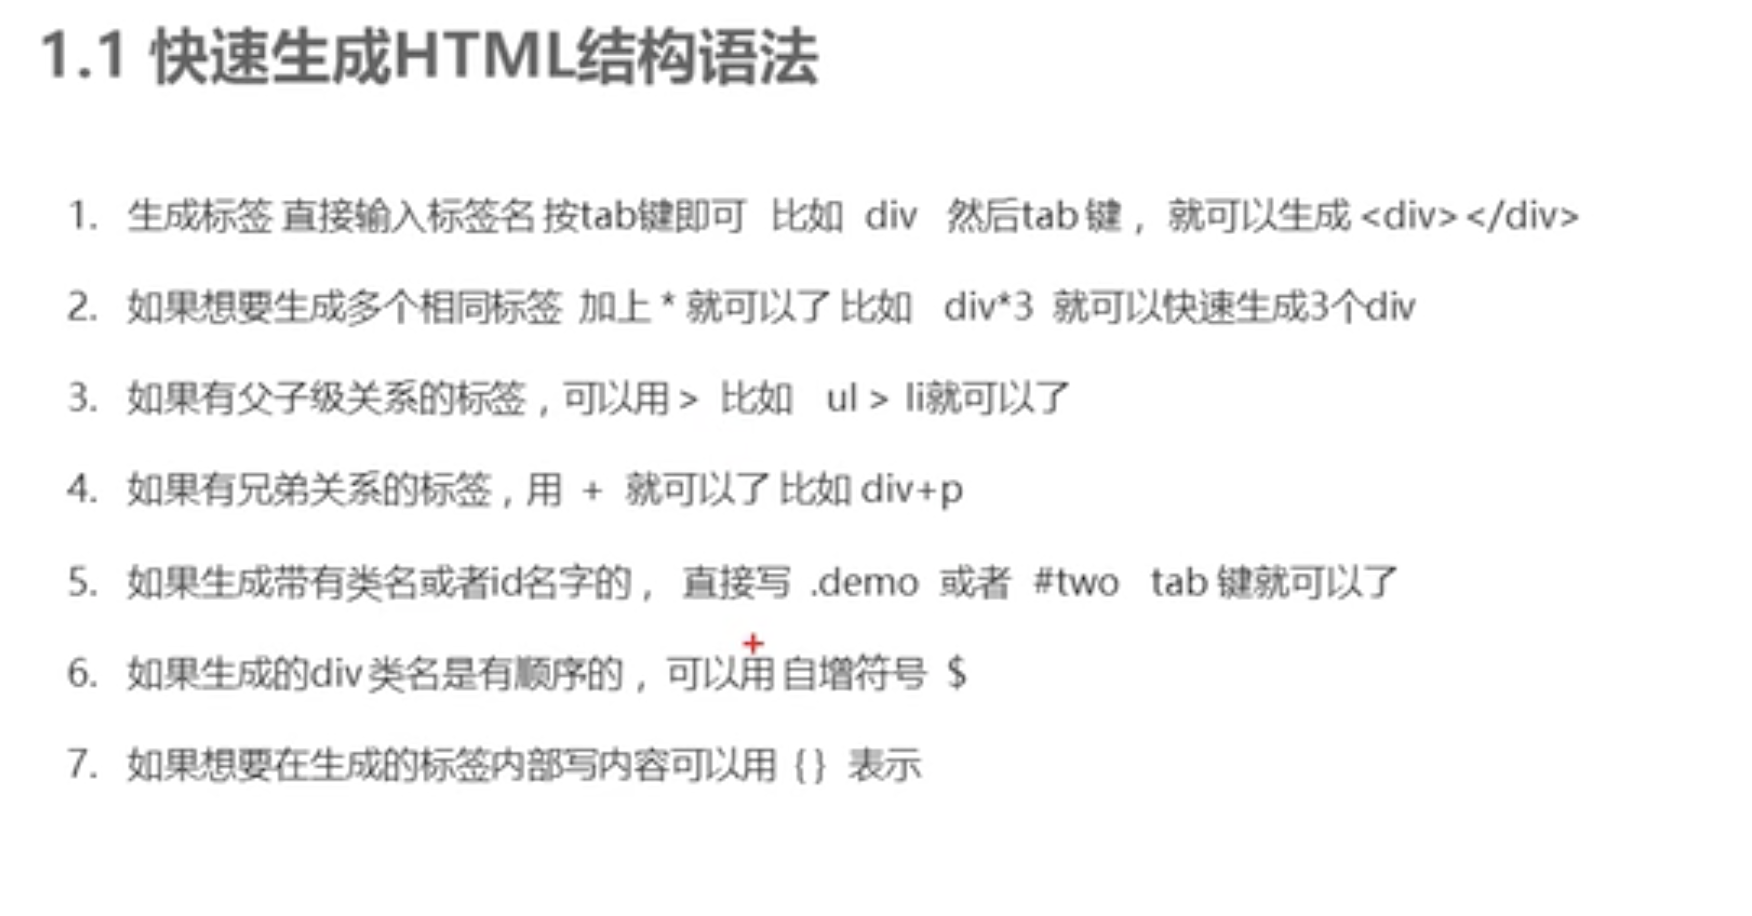 1.1 快速生成HTML结构语法
1. 生成标签 直接输入标签名 按tab键即可 比如 div 然后tab 键， 就可以生成 <div></div>
2. 如果想要生成多个相同标签 加上 * 就可以了 比如 div*3 就可以快速生成3个div
3. 如果有父子级关系的标签，可以用 > 比如 ul > li就可以了
4. 如果有兄弟关系的标签，用 + 就可以了 比如 div+p
5. 如果生成带有类名或者id名字的， 直接写 .demo 或者 #two tab 键就可以了
6. 如果生成的div 类名是有顺序的， 可以用 自增符号 $
7. 如果想要在生成的标签内部写内容可以用 { } 表示